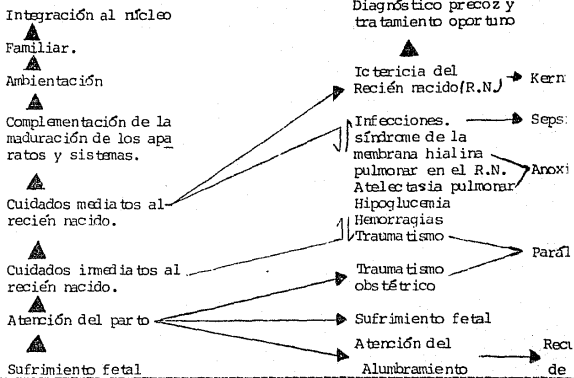 Integración al núcleo
Familiar.
Ambientación
Complementación de la
maduración de los apa
ratos y sistemas.
Cuidados mediatos al
recién nacido.
Cuidados inmediatos al
recién nacido.
Atención del parto
Sufrimiento fetal
Diagnóstico precoz y
tratamiento oportuno
Ictericia del
Recién nacido(R.N.)
Infecciones.
síndrome de la
membrana hialina
pulmonar en el R.N.
Atelectasia pulmonar
Hipoglucemia
Hemorragias
Traumatismo
Traumatismo
obstétrico
Sufrimiento fetal
Atención del
Alumbramiento
Kern
Seps
Anoxi
Parál
Recu
de